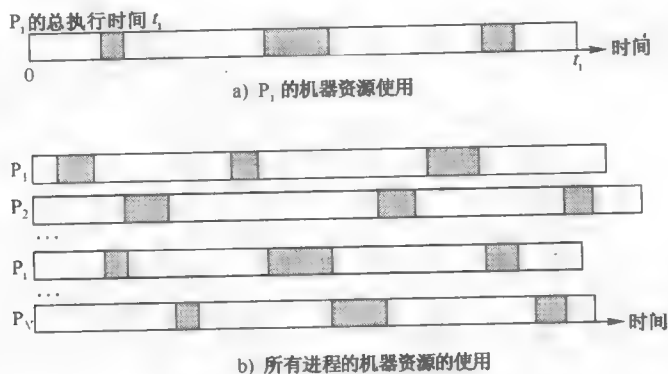 P₁的总执行时间 t₁
0
t₁
时间
a) P₁ 的机器资源使用
P₁
P₂
…
P₁
…
P_N
时间
b) 所有进程的机器资源的使用